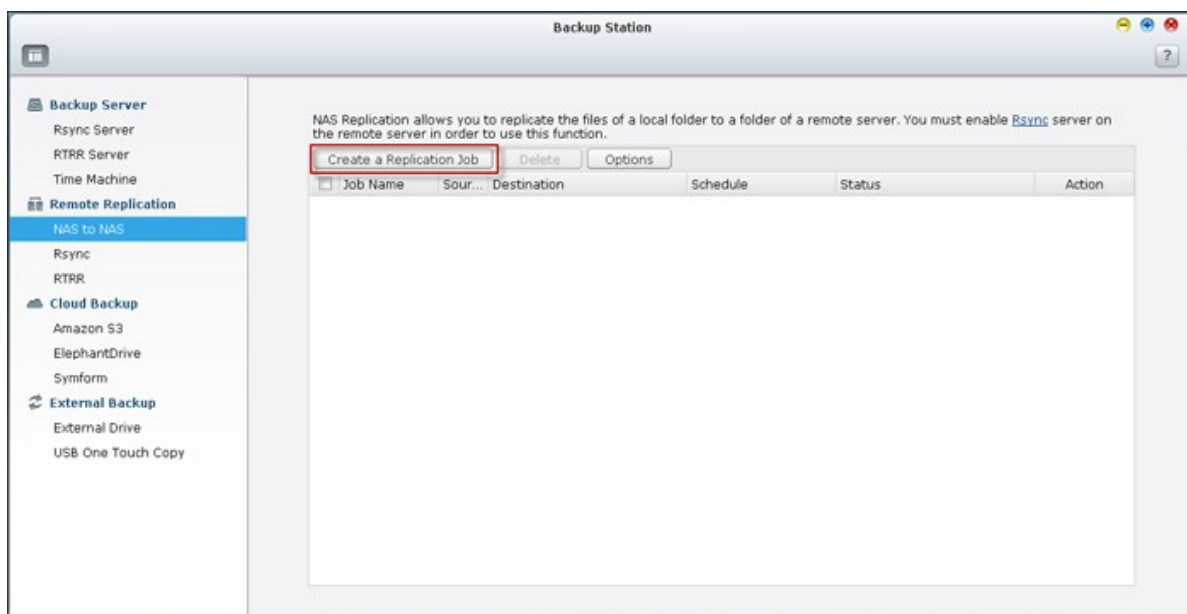 Backup Station
?
Backup Server
Rsync Server
RTRR Server
Time Machine
Remote Replication
NAS to NAS
Rsync
RTRR
Cloud Backup
Amazon S3
ElephantDrive
Symform
External Backup
External Drive
USB One Touch Copy
NAS Replication allows you to replicate the files of a local folder to a folder of a remote server. You must enable Rsync server on
the remote server in order to use this function.
Create a Replication Job Delete Options
Job Name Sour... Destination Schedule Status Action